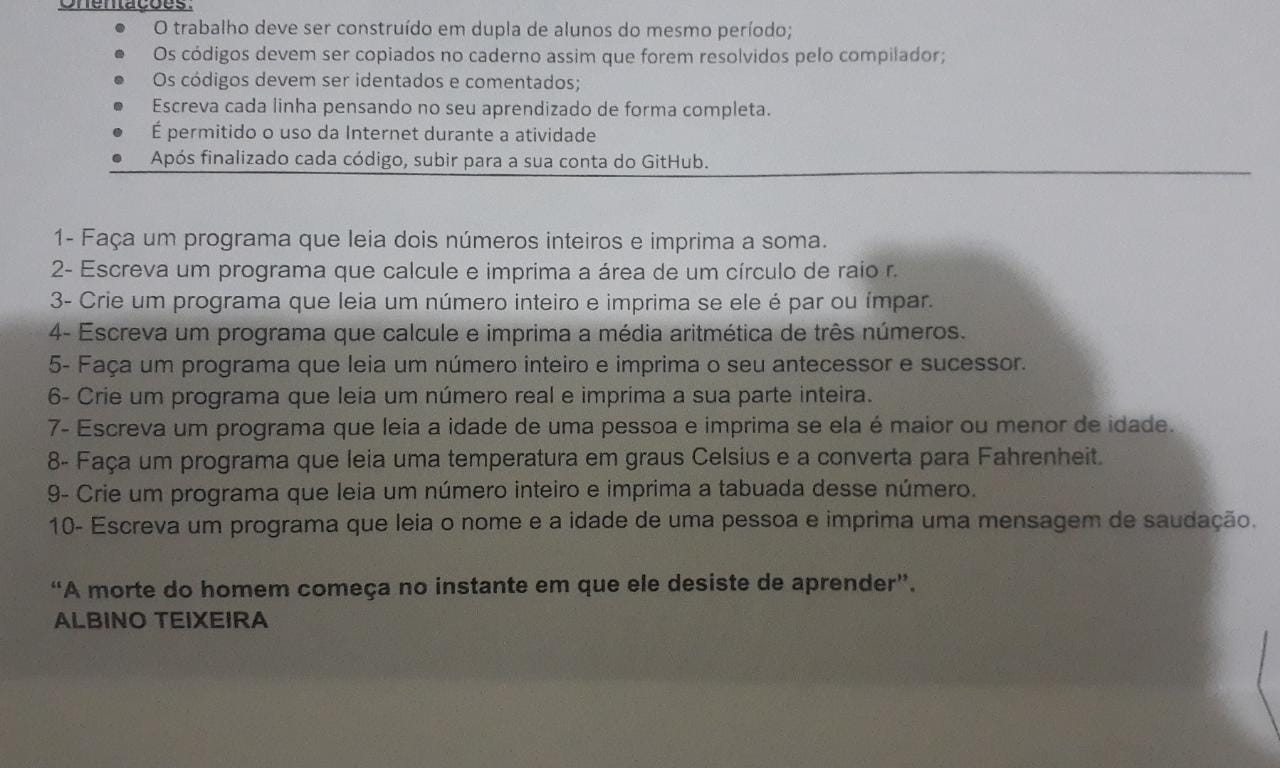 Orientações:
• O trabalho deve ser construído em dupla de alunos do mesmo período;
• Os códigos devem ser copiados no caderno assim que forem resolvidos pelo compilador;
• Os códigos devem ser identados e comentados;
• Escreva cada linha pensando no seu aprendizado de forma completa.
• É permitido o uso da Internet durante a atividade
• Após finalizado cada código, subir para a sua conta do GitHub.
1- Faça um programa que leia dois números inteiros e imprima a soma.
2- Escreva um programa que calcule e imprima a área de um círculo de raio r.
3- Crie um programa que leia um número inteiro e imprima se ele é par ou ímpar.
4- Escreva um programa que calcule e imprima a média aritmética de três números.
5- Faça um programa que leia um número inteiro e imprima o seu antecessor e sucessor.
6- Crie um programa que leia um número real e imprima a sua parte inteira.
7- Escreva um programa que leia a idade de uma pessoa e imprima se ela é maior ou menor de idade.
8- Faça um programa que leia uma temperatura em graus Celsius e a converta para Fahrenheit.
9- Crie um programa que leia um número inteiro e imprima a tabuada desse número.
10- Escreva um programa que leia o nome e a idade de uma pessoa e imprima uma mensagem de saudação.
“A morte do homem começa no instante em que ele desiste de aprender”.
ALBINO TEIXEIRA